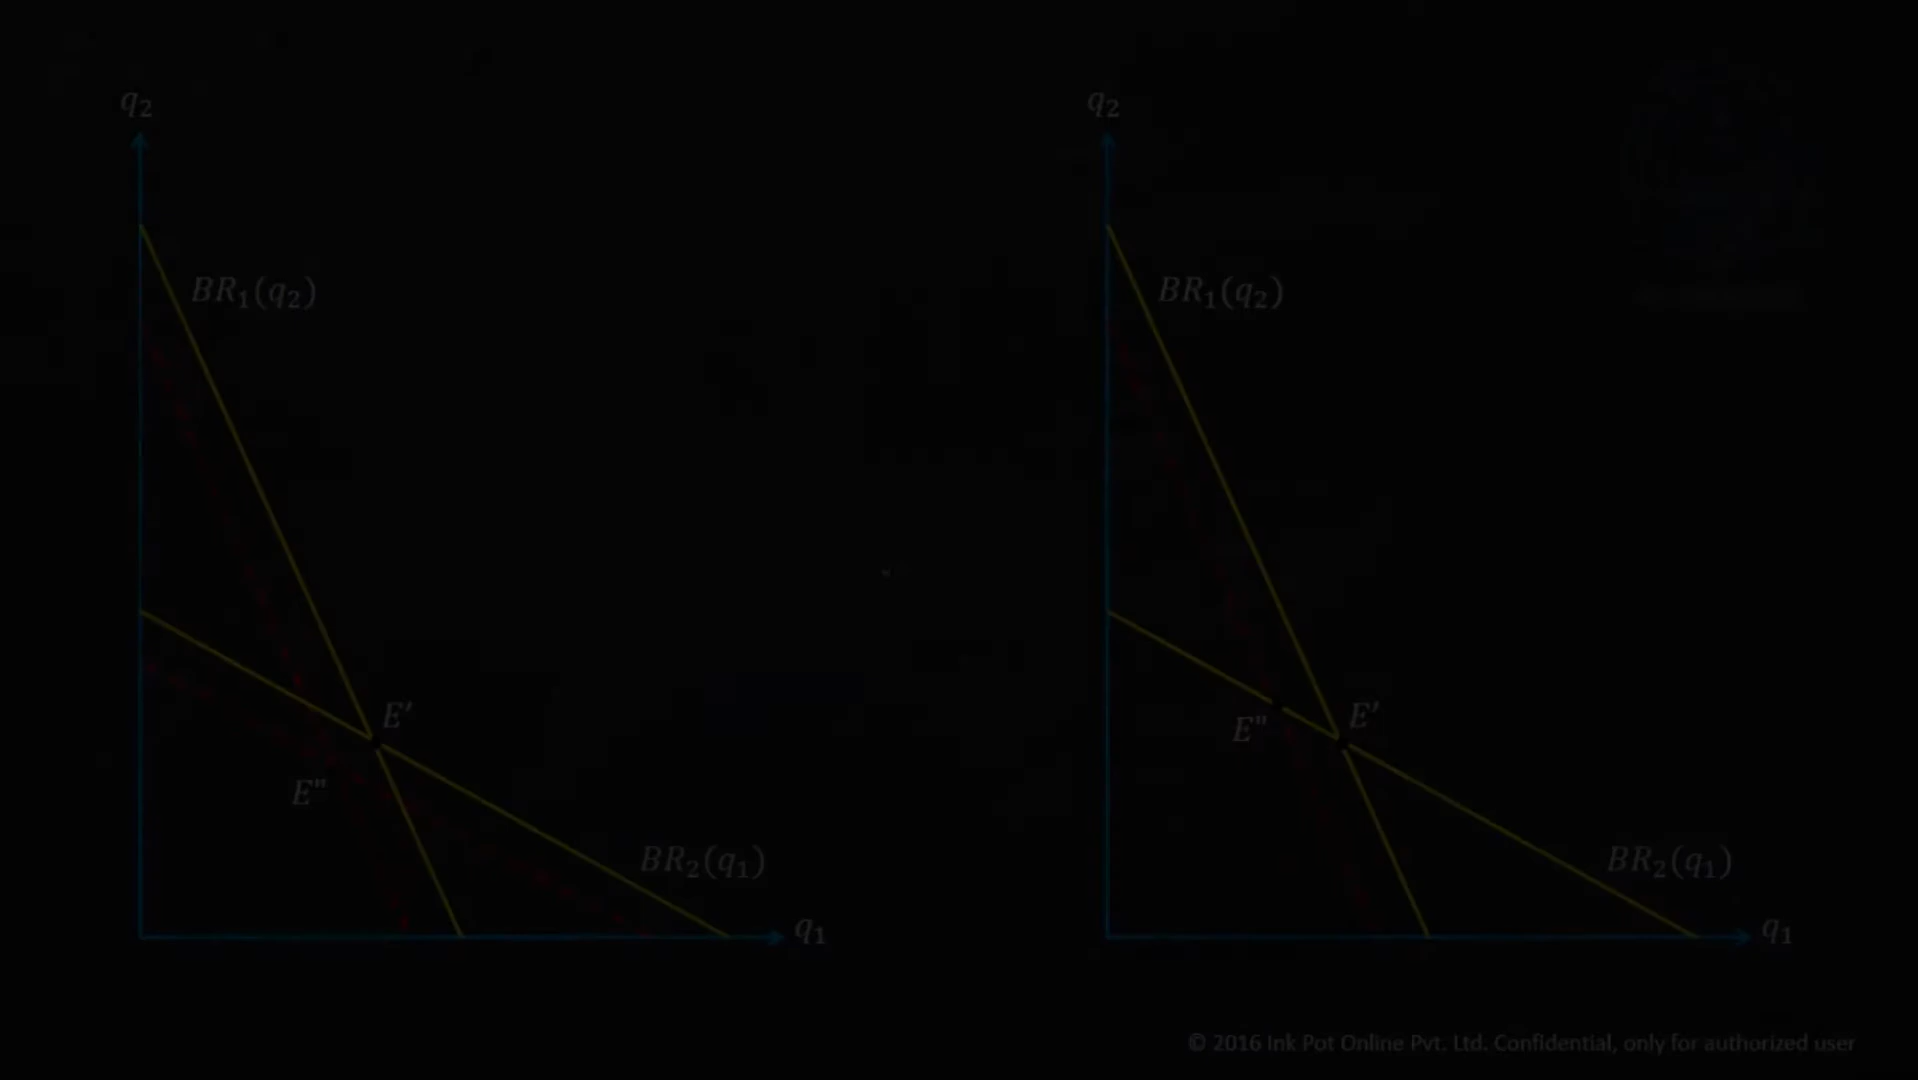 q₂
BR₁(q₂)
E′
E"
BR₂(q₁)
q₁
q₂
BR₁(q₂)
E"
E′
BR₂(q₁)
q₁
© 2016 Ink Pot Online Pvt. Ltd. Confidential, only for authorized user